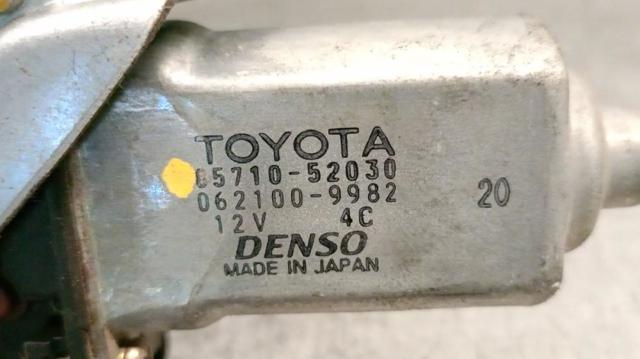 TOYOTA
85710-52030
062100-9982
12V 4C
20
DENSO
MADE IN JAPAN